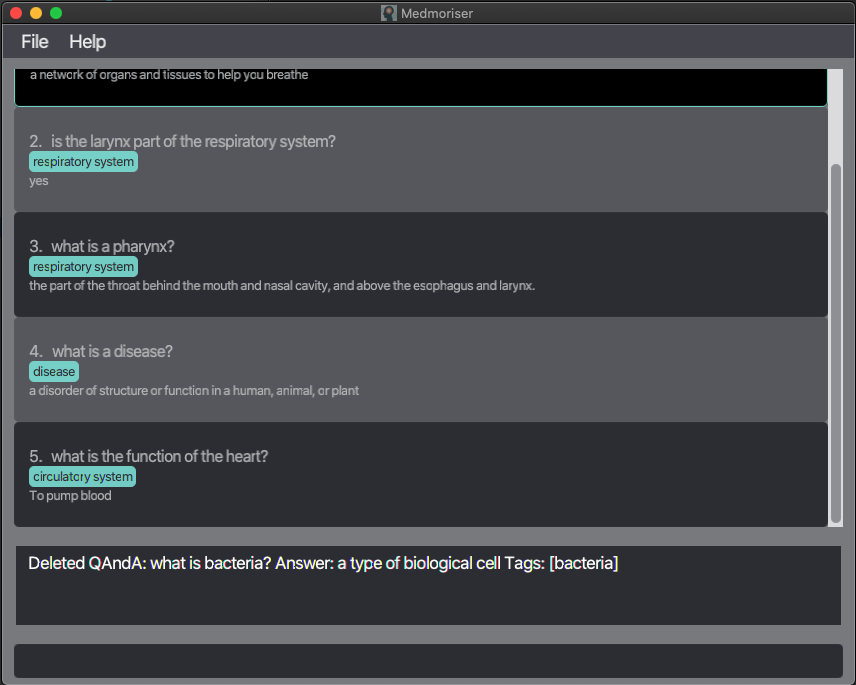 Medmoriser
File Help
a network of organs and tissues to help you breathe
2. is the larynx part of the respiratory system?
respiratory system
yes
3. what is a pharynx?
respiratory system
the part of the throat behind the mouth and nasal cavity, and above the esophagus and larynx.
4. what is a disease?
disease
a disorder of structure or function in a human, animal, or plant
5. what is the function of the heart?
circulatory system
To pump blood
Deleted QAndA: what is bacteria? Answer: a type of biological cell Tags: [bacteria]